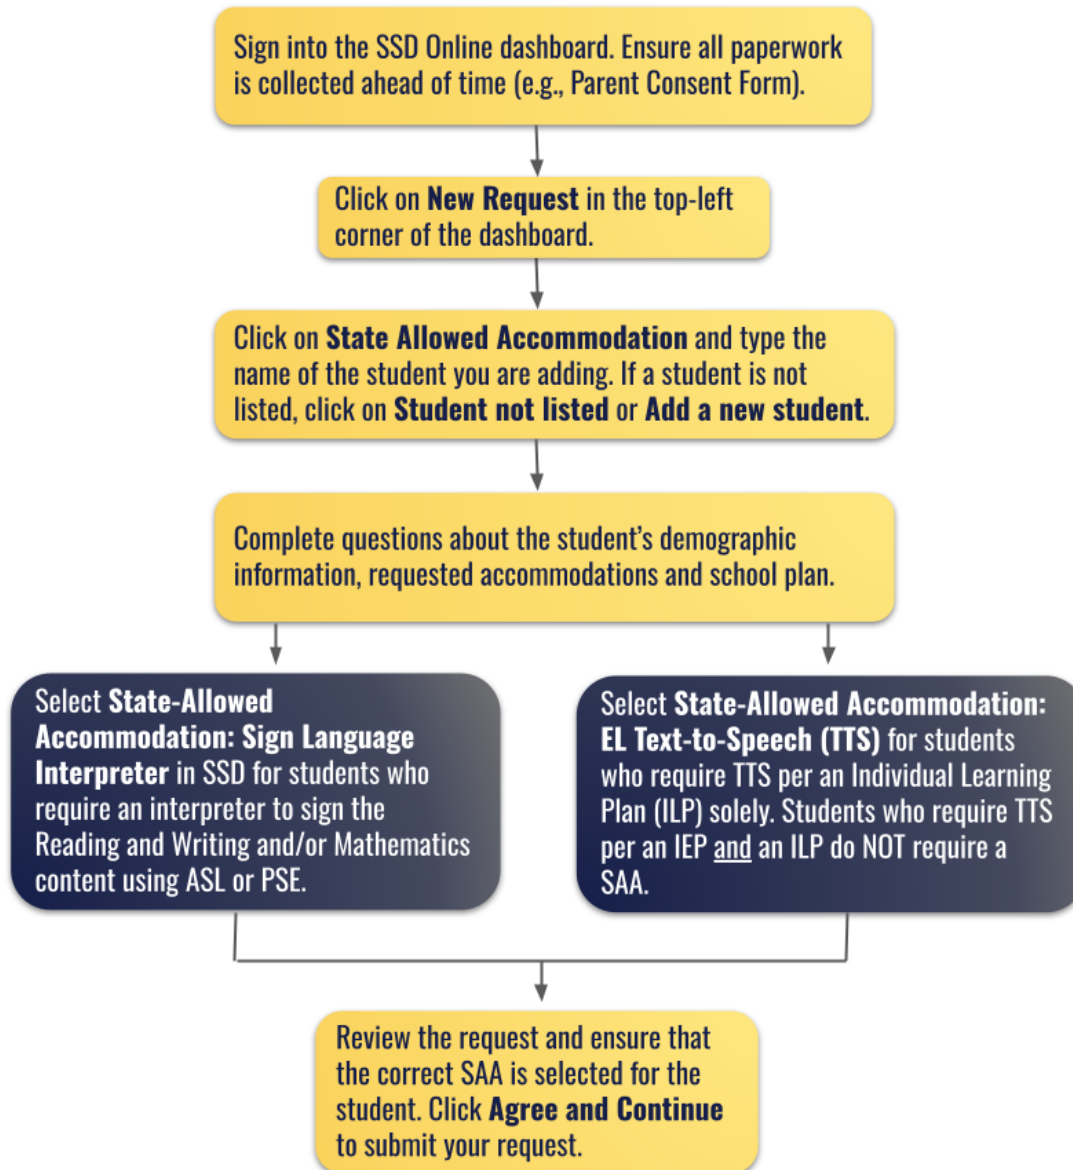 Sign into the SSD Online dashboard. Ensure all paperwork
is collected ahead of time (e.g., Parent Consent Form).
Click on New Request in the top-left
corner of the dashboard.
Click on State Allowed Accommodation and type the
name of the student you are adding. If a student is not
listed, click on Student not listed or Add a new student.
Complete questions about the student’s demographic
information, requested accommodations and school plan.
Select State-Allowed
Accommodation: Sign Language
Interpreter in SSD for students who
require an interpreter to sign the
Reading and Writing and/or Mathematics
content using ASL or PSE.
Select State-Allowed Accommodation:
EL Text-to-Speech (TTS) for students
who require TTS per an Individual Learning
Plan (ILP) solely. Students who require TTS
per an IEP and an ILP do NOT require a
SAA.
Review the request and ensure that
the correct SAA is selected for the
student. Click Agree and Continue
to submit your request.